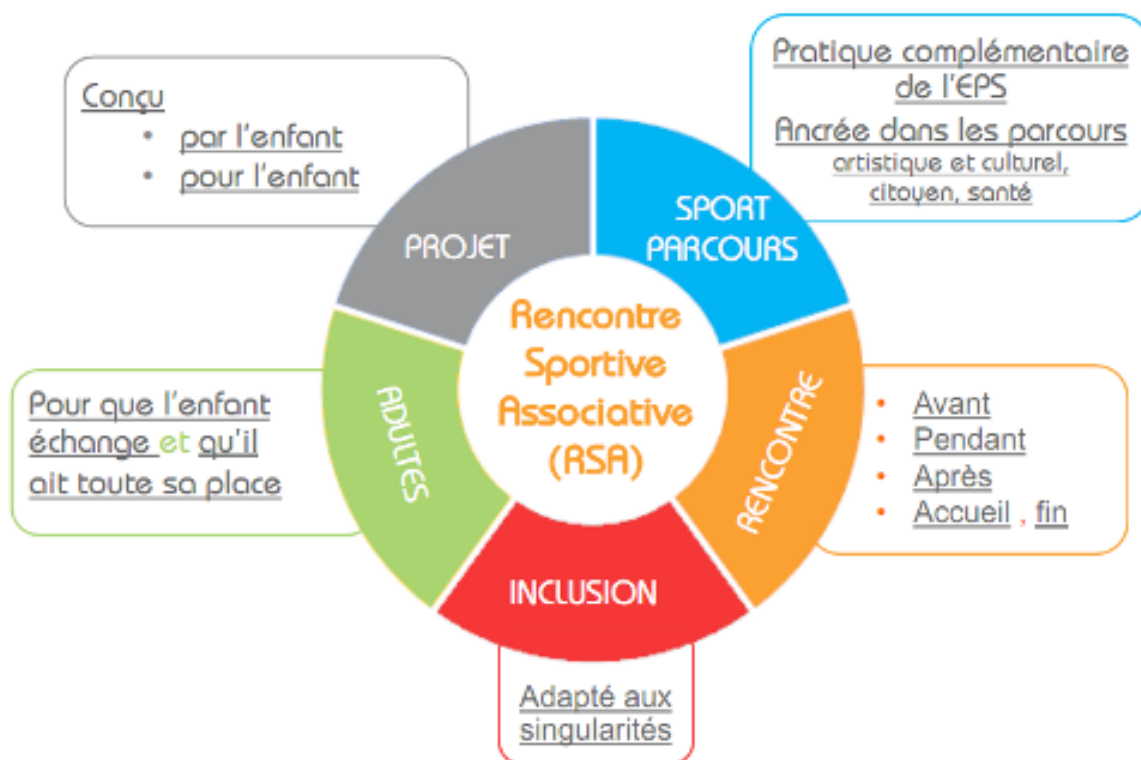 Conçu
• par l'enfant
• pour l'enfant
Pratique complémentaire
de l'EPS
Ancrée dans les parcours
artistique et culturel,
citoyen, santé
PROJET
SPORT
PARCOURS
Rencontre
Sportive
Associative
(RSA)
ADULTES
RENCONTRE
INCLUSION
Pour que l'enfant
échange et qu'il
ait toute sa place
• Avant
• Pendant
• Après
• Accueil , fin
Adapté aux
singularités